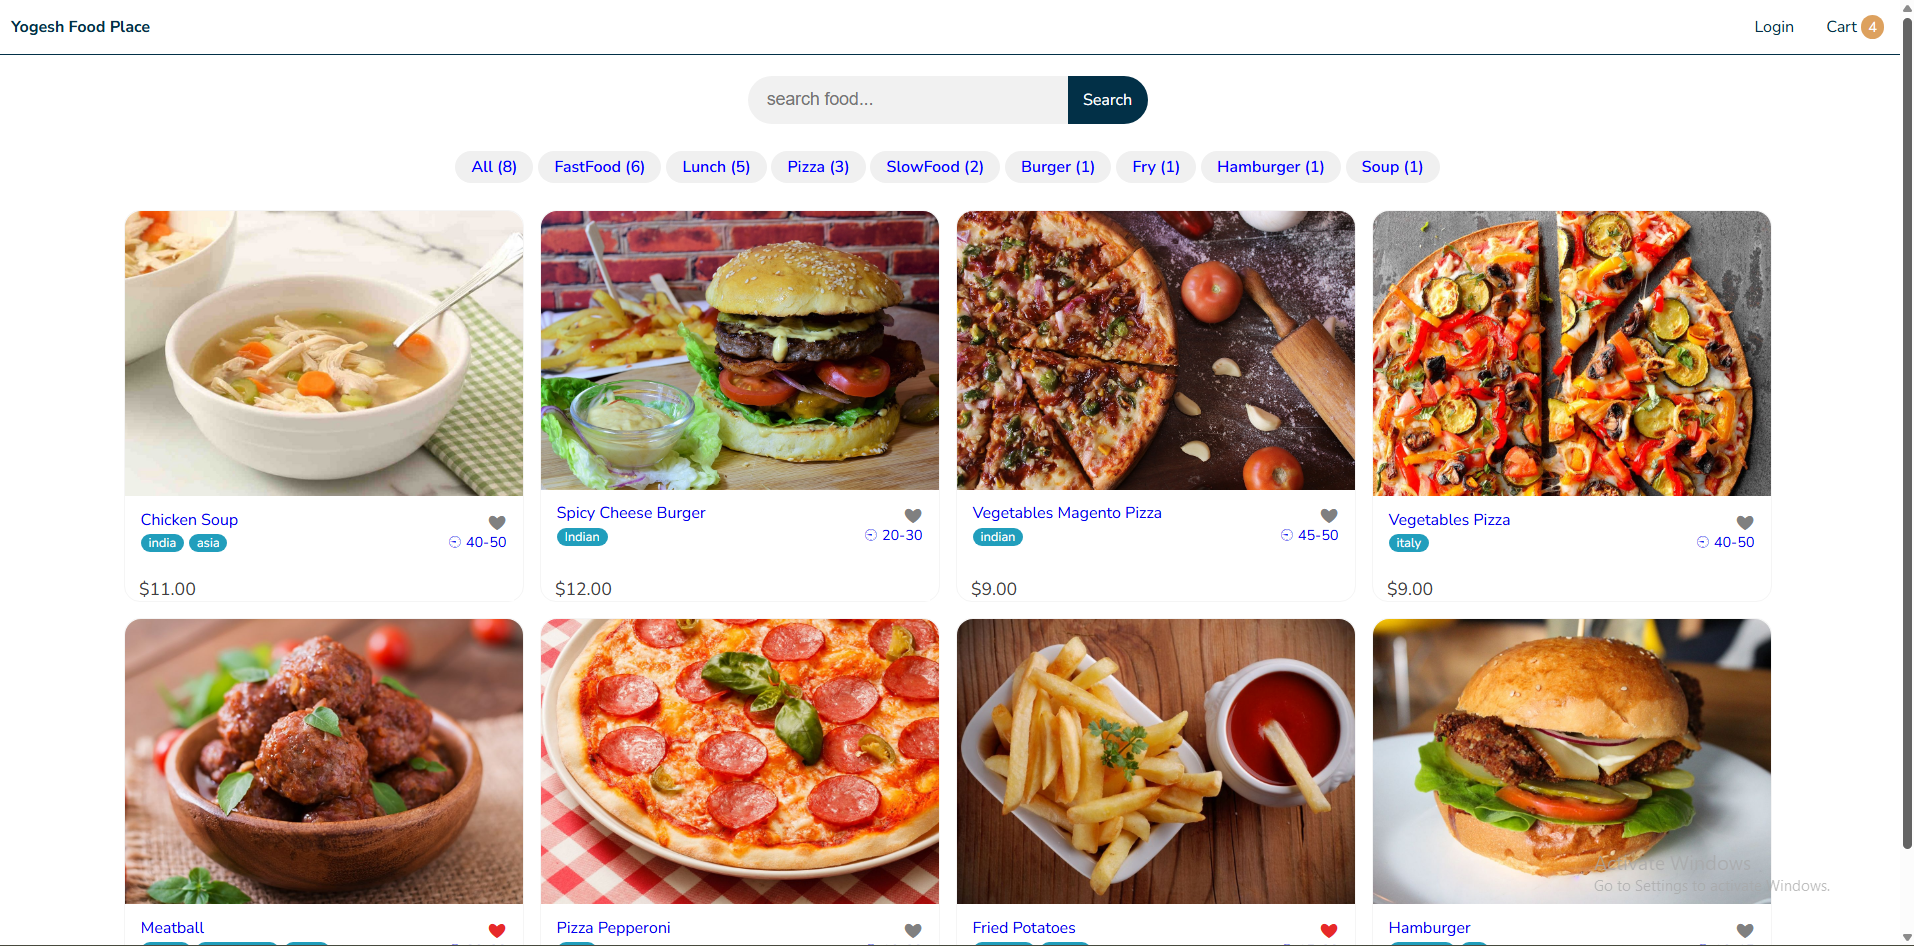 Yogesh Food Place
Login
Cart 4
search food...
Search
All (8)
FastFood (6)
Lunch (5)
Pizza (3)
SlowFood (2)
Burger (1)
Fry (1)
Hamburger (1)
Soup (1)
Chicken Soup
india asia
40-50
$11.00
Spicy Cheese Burger
Indian
20-30
$12.00
Vegetables Magento Pizza
indian
45-50
$9.00
Vegetables Pizza
italy
40-50
$9.00
Meatball
Pizza Pepperoni
Fried Potatoes
Hamburger
Activate Windows
Go to Settings to activate Windows.